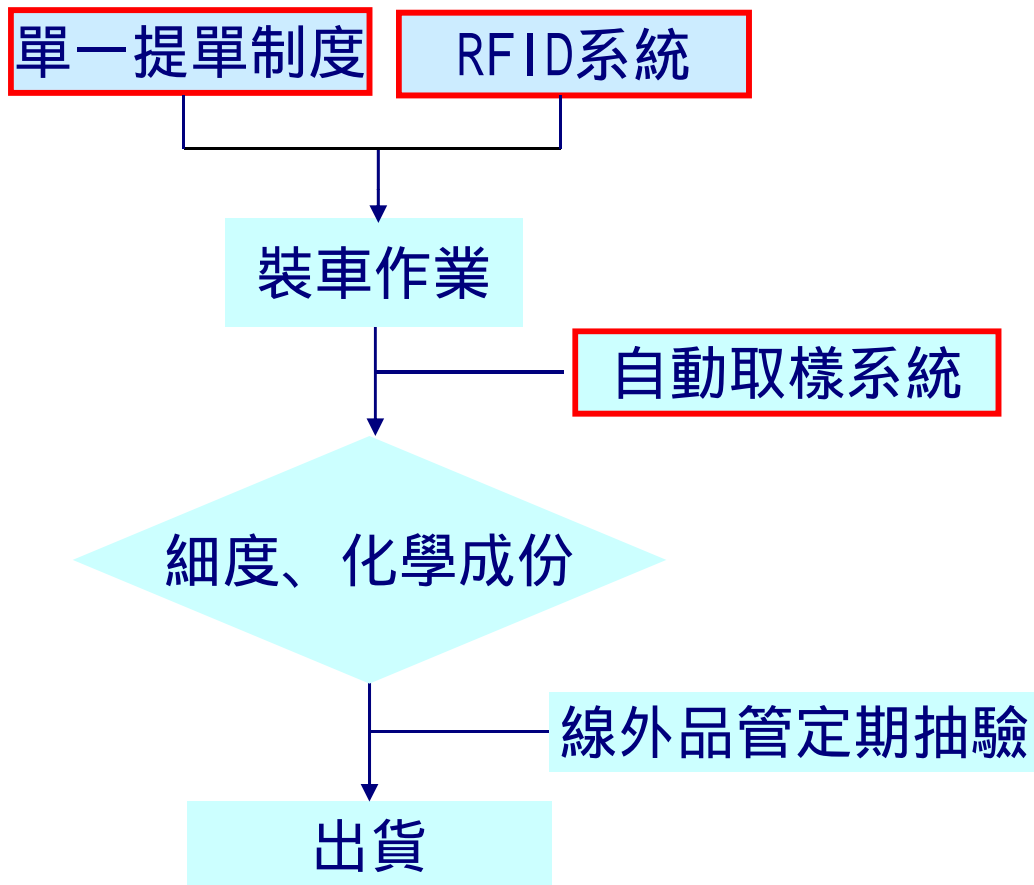 單一提單制度
RFID系統
裝車作業
自動取樣系統
細度、化學成份
線外品管定期抽驗
出貨